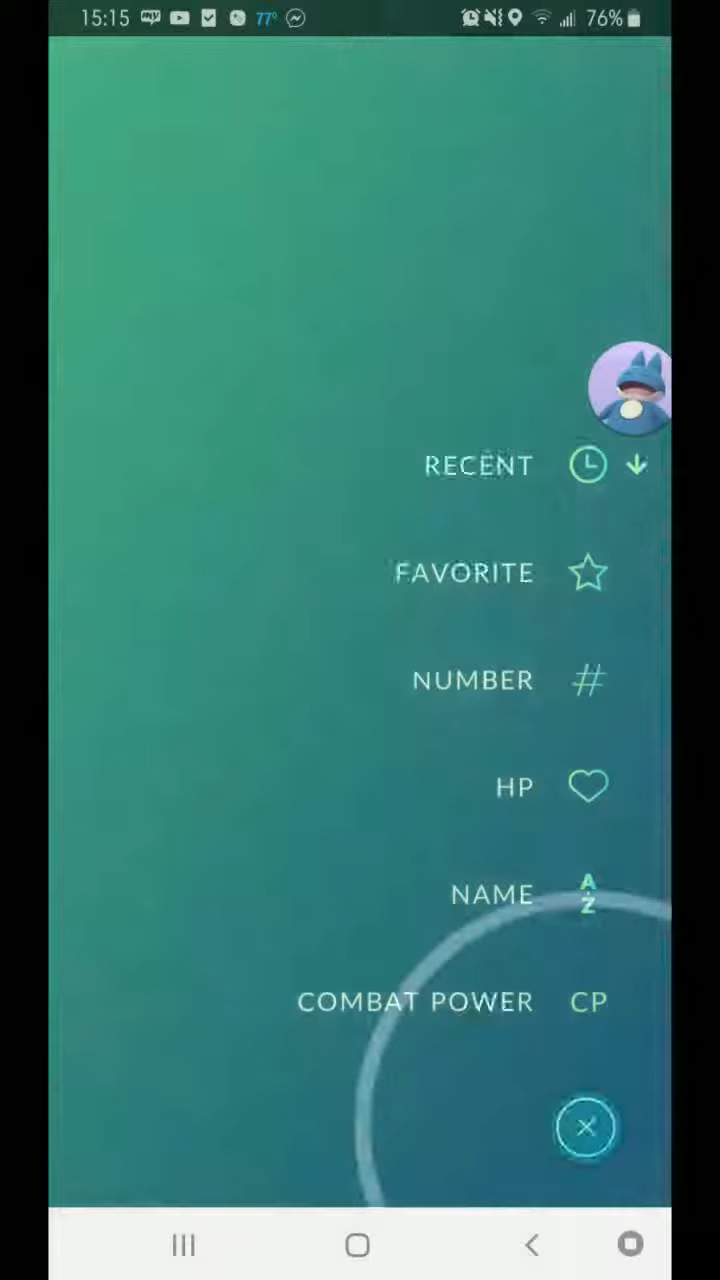 15:15 77° 76%
RECENT
FAVORITE
NUMBER #
HP
NAME A Z
COMBAT POWER CP